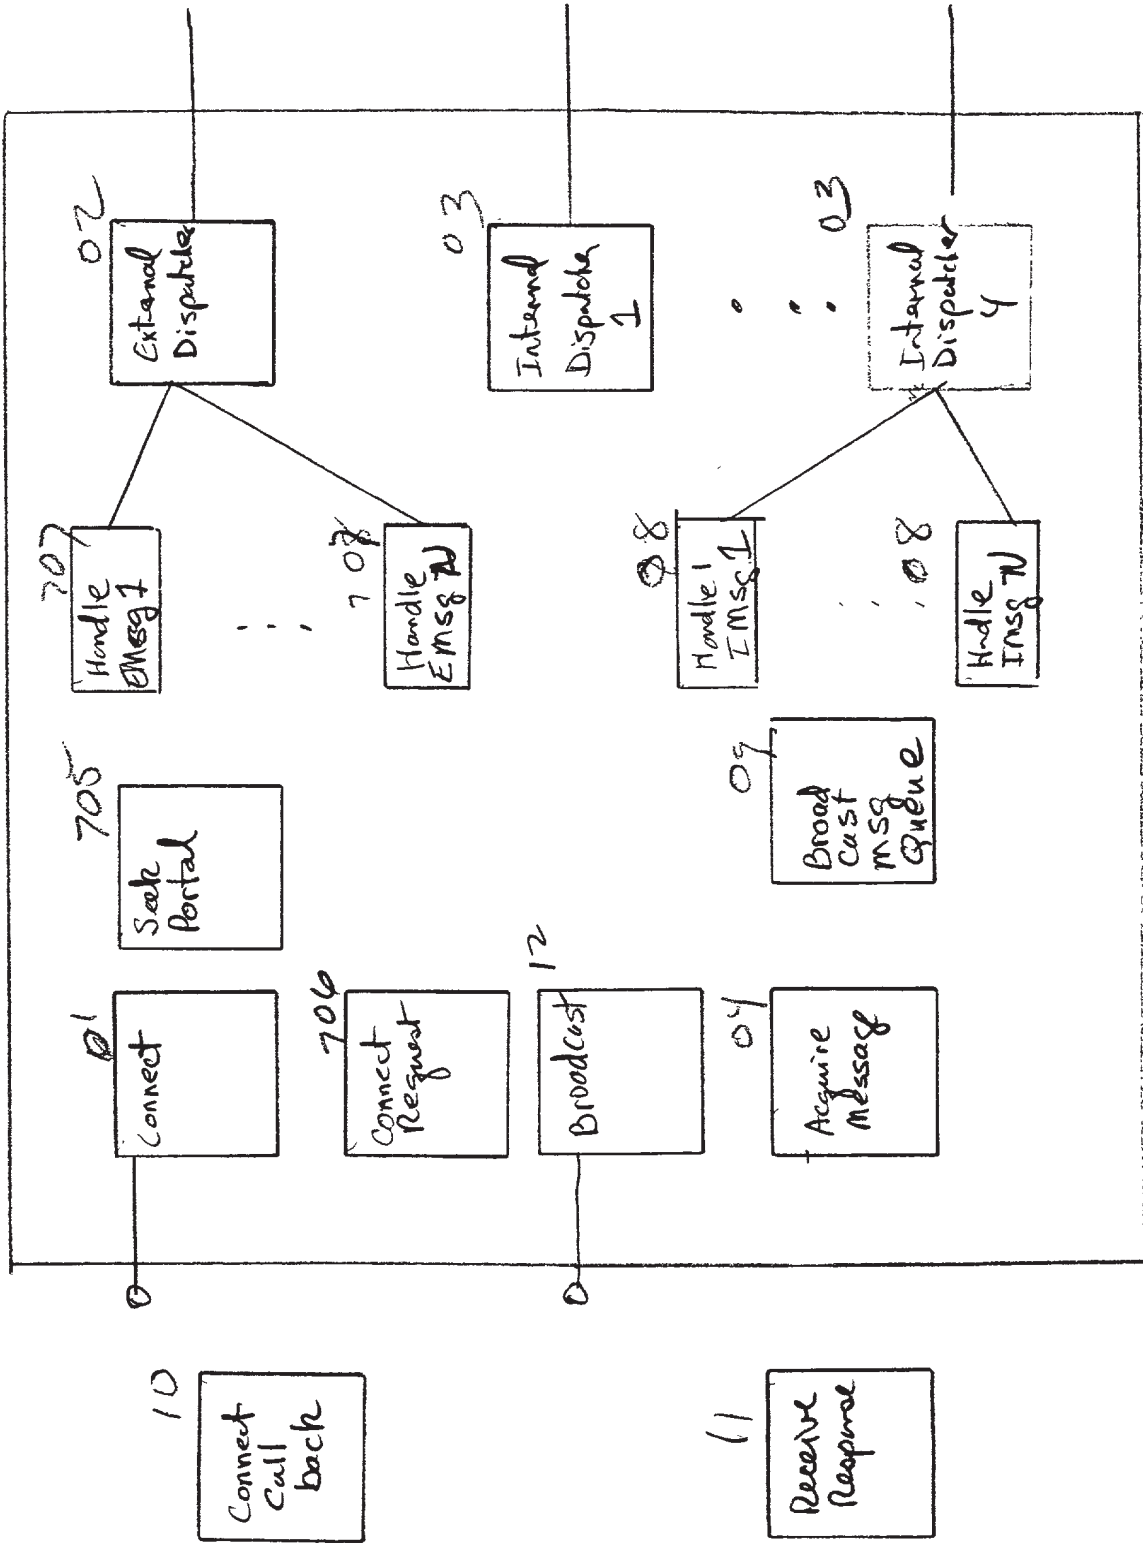 10
Connect
Call
back
01
Connect
705
Seek
Portal
707
Handle
EMsg 1
02
External
Dispatcher
706
Connect
Request
708
Handle
EMsg N
12
Broadcast
03
Internal
Dispatcher
1
11
Receive
Response
04
Acquire
Message
09
Broad
cast
msg
Queue
08
Handle
IMsg 1
08
Hndle
Imsg N
03
Internal
Dispatcher
4